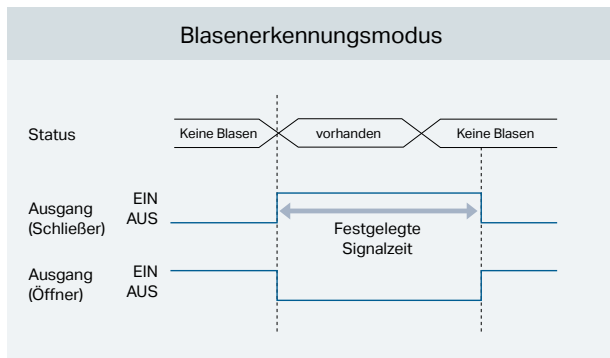 Blasenerkennungsmodus
Status
Keine Blasen
vorhanden
Keine Blasen
Ausgang
(Schließer)
EIN
AUS
Festgelegte
Signalzeit
Ausgang
(Öffner)
EIN
AUS